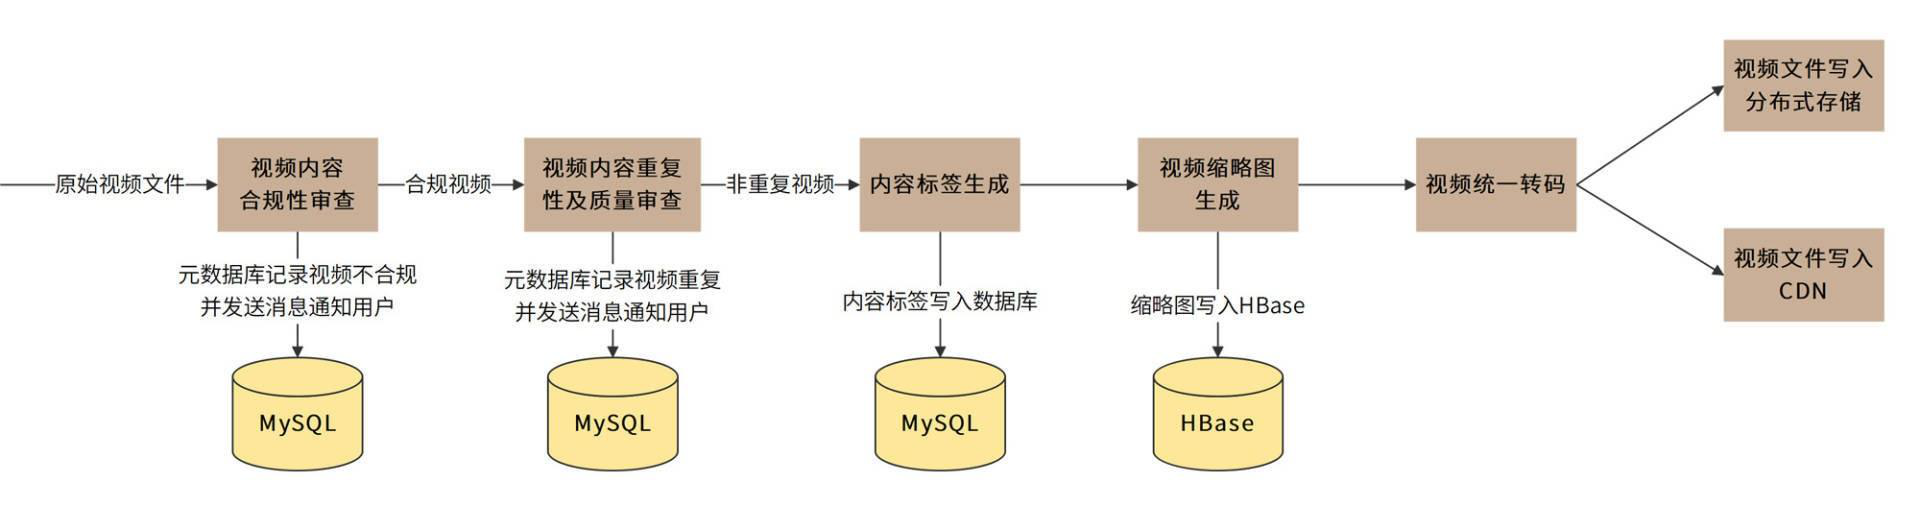 原始视频文件
视频内容
合规性审查
合规视频
视频内容重复
性及质量审查
非重复视频
内容标签生成
视频缩略图
生成
视频统一转码
视频文件写入
分布式存储
视频文件写入
CDN
元数据库记录视频不合规
并发送消息通知用户
元数据库记录视频重复
并发送消息通知用户
内容标签写入数据库
缩略图写入HBase
MySQL
MySQL
MySQL
HBase